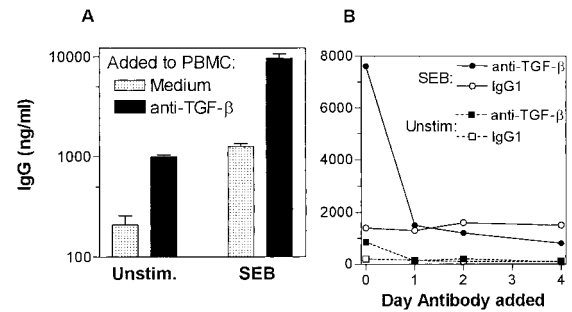 A
Added to PBMC:
Medium
anti-TGF-β
IgG (ng/ml)
10000
1000
100
Unstim.
SEB
B
8000
6000
4000
2000
0
SEB:
anti-TGF-β
IgG1
Unstim:
anti-TGF-β
IgG1
0 1 2 3 4
Day Antibody added